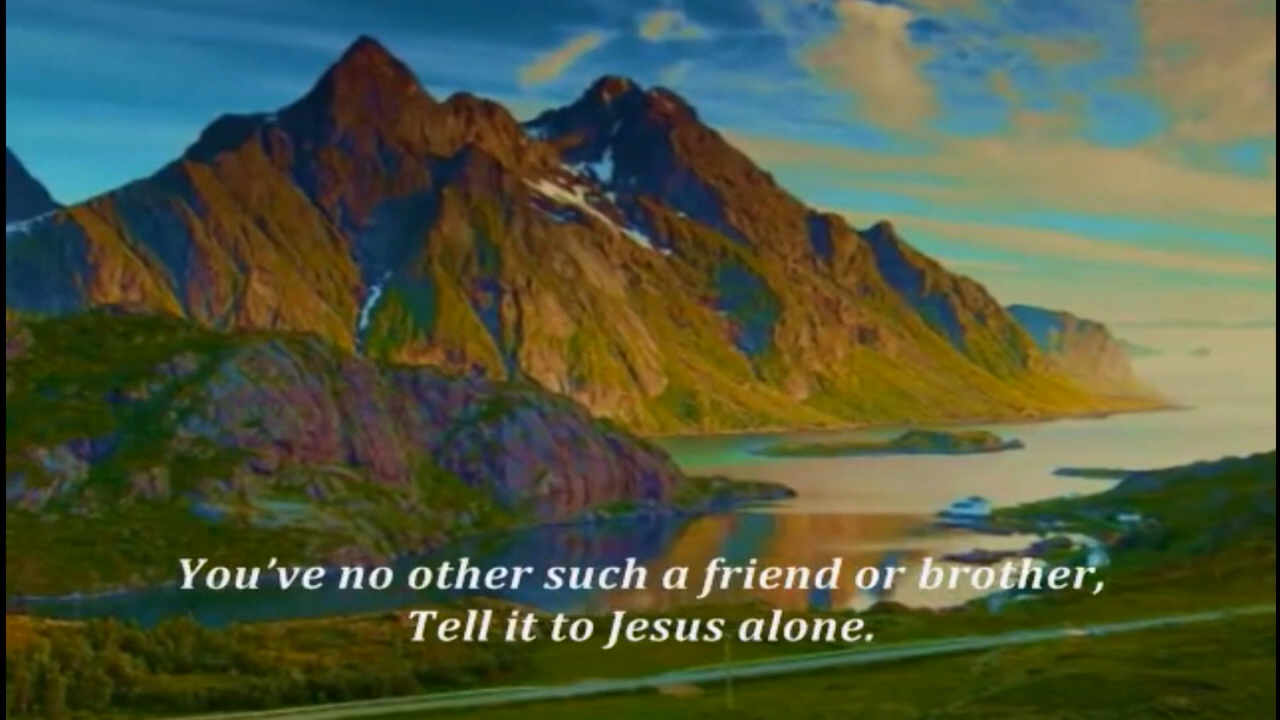 You’ve no other such a friend or brother,
Tell it to Jesus alone.